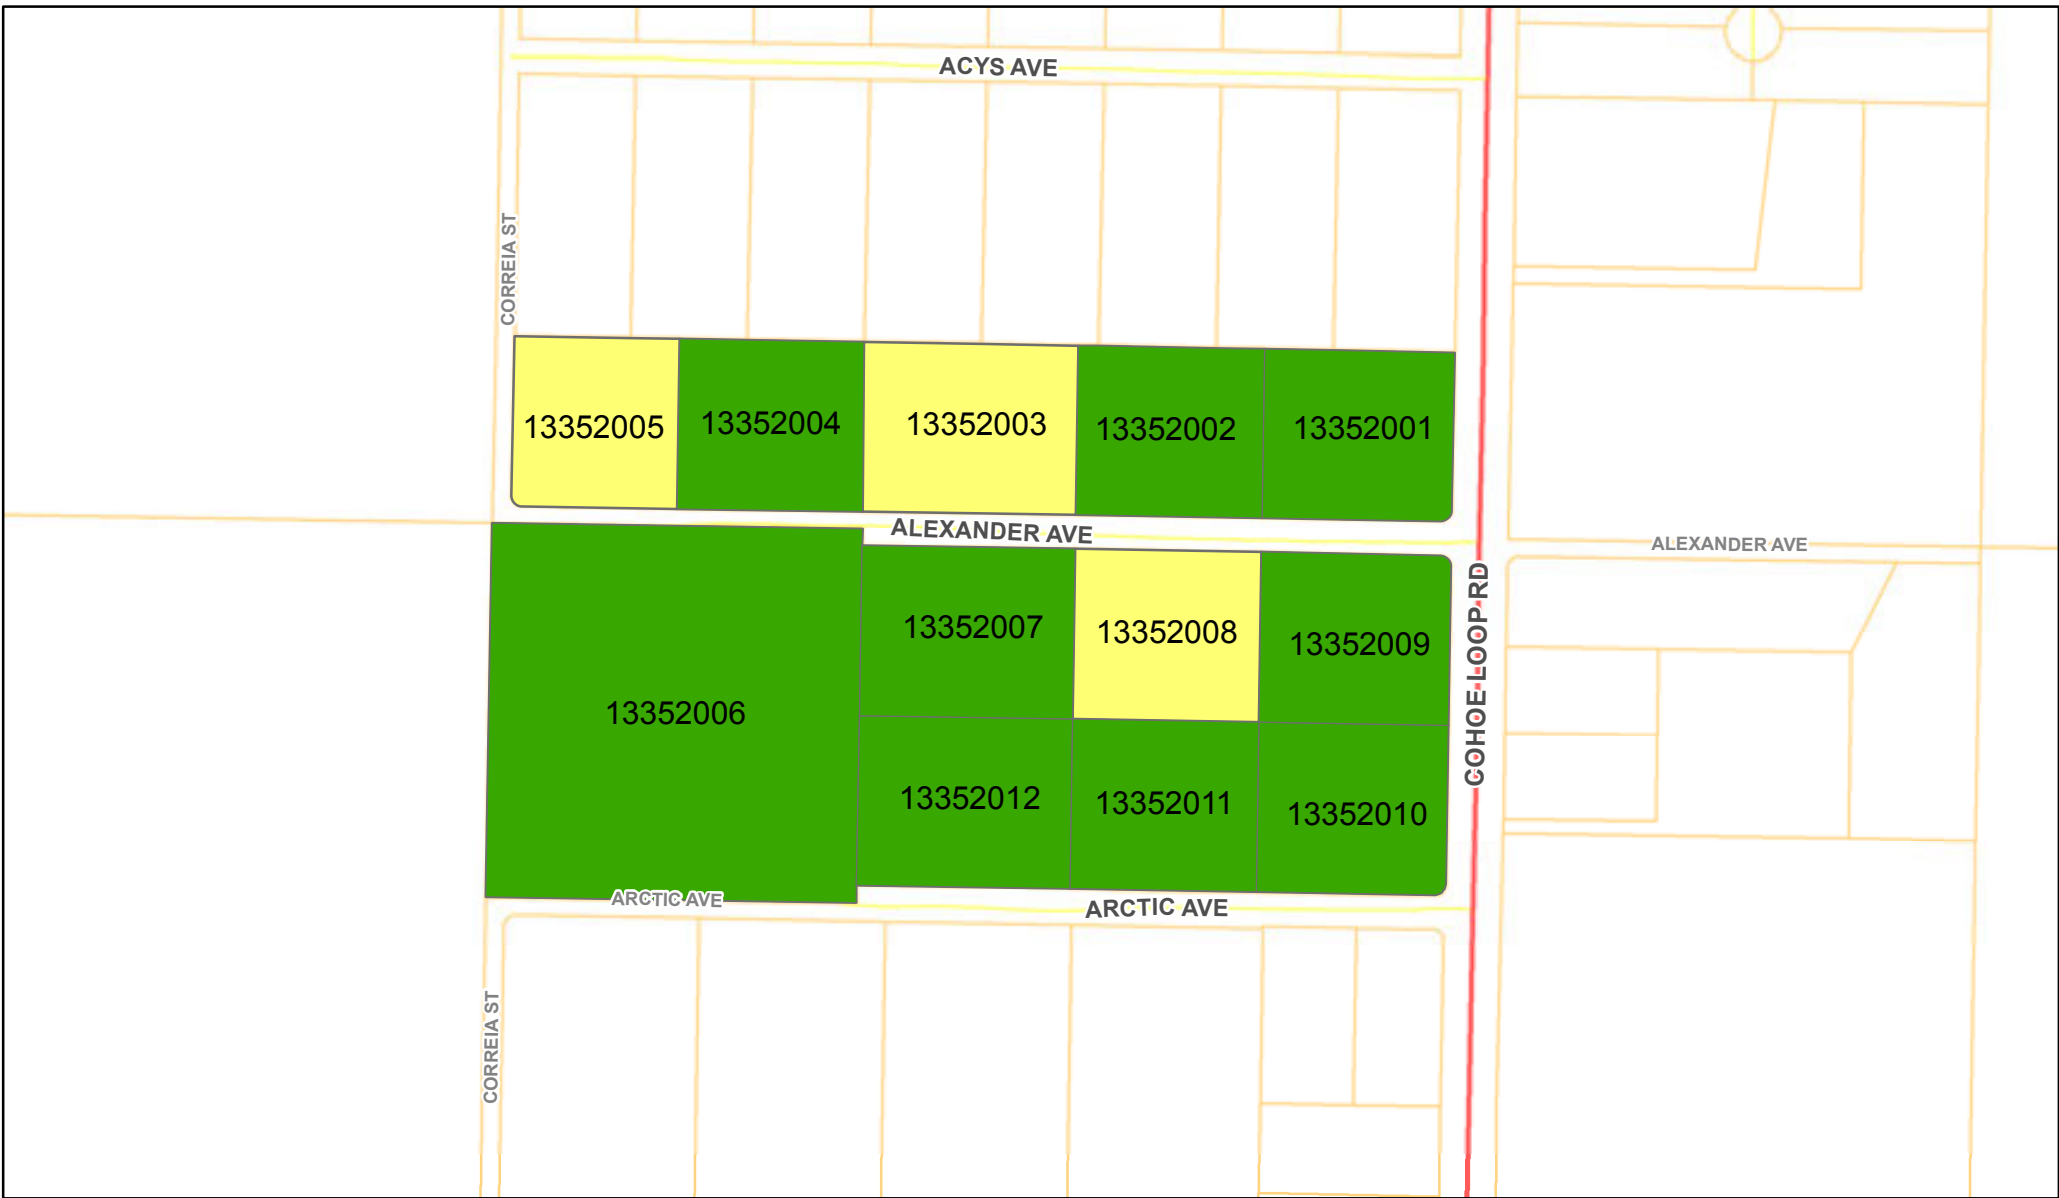 ACYS AVE
CORREIA ST
13352005
13352004
13352003
13352002
13352001
ALEXANDER AVE
ALEXANDER AVE
COHOE LOOP RD
13352007
13352008
13352009
13352006
13352012
13352011
13352010
ARCTIC AVE
ARCTIC AVE
CORREIA ST